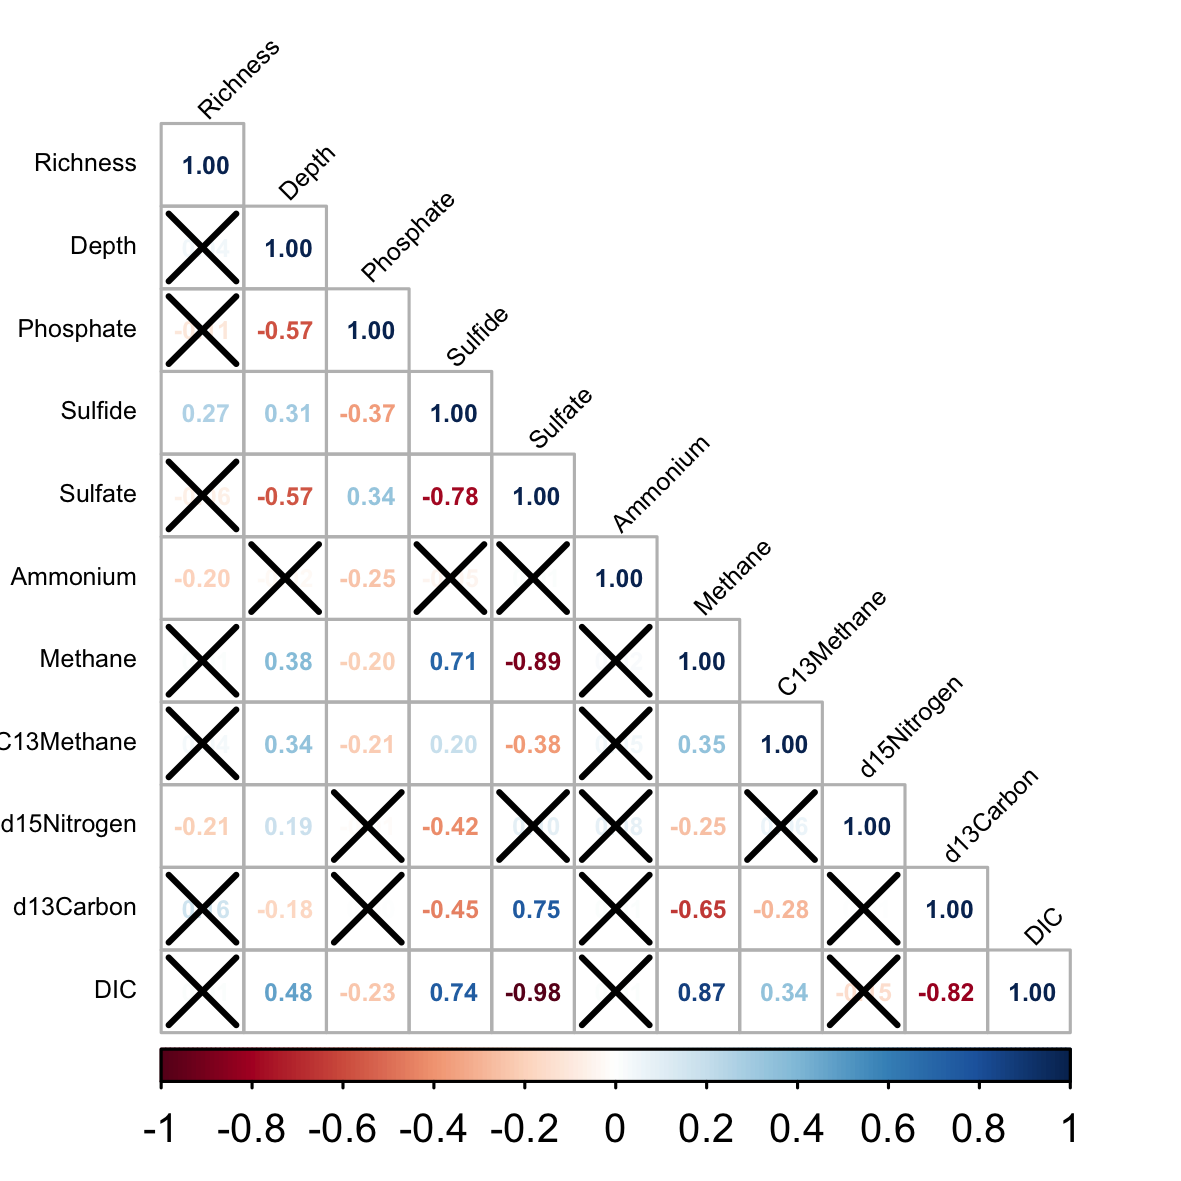 Richness
Richness 1.00
Depth
Depth 1.00
Phosphate
Phosphate -0.57 1.00
Sulfide
Sulfide 0.27 0.31 -0.37 1.00
Sulfate
Sulfate -0.57 0.34 -0.78 1.00
Ammonium
Ammonium -0.20 -0.25 1.00
Methane
Methane 0.38 -0.20 0.71 -0.89 1.00
C13Methane
C13Methane 0.34 -0.21 0.20 -0.38 0.35 1.00
d15Nitrogen
d15Nitrogen -0.21 0.19 -0.42 -0.25 1.00
d13Carbon
d13Carbon -0.18 -0.45 0.75 -0.65 -0.28 1.00
DIC
DIC 0.48 -0.23 0.74 -0.98 0.87 0.34 -0.82 1.00
-1 -0.8 -0.6 -0.4 -0.2 0 0.2 0.4 0.6 0.8 1